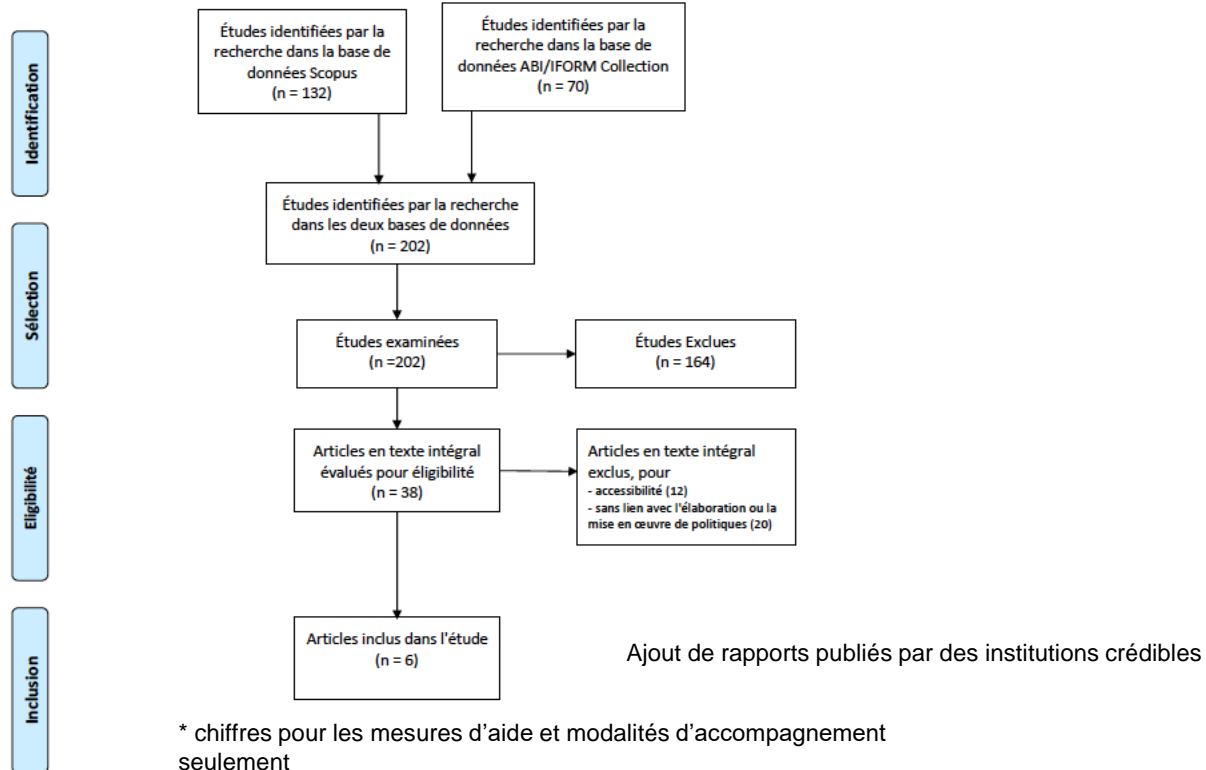 Identification
Études identifiées par la
recherche dans la base de
données Scopus
(n = 132)
Études identifiées par la
recherche dans la base de
données ABI/IFORM Collection
(n = 70)
Études identifiées par la recherche
dans les deux bases de données
(n = 202)
Sélection
Études examinées
(n =202)
Études Exclues
(n = 164)
Eligibilité
Articles en texte intégral
évalués pour éligibilité
(n = 38)
Articles en texte intégral
exclus, pour
- accessibilité (12)
- sans lien avec l'élaboration ou la
mise en œuvre de politiques (20)
Inclusion
Articles inclus dans l'étude
(n = 6)
Ajout de rapports publiés par des institutions crédibles
* chiffres pour les mesures d’aide et modalités d’accompagnement
seulement